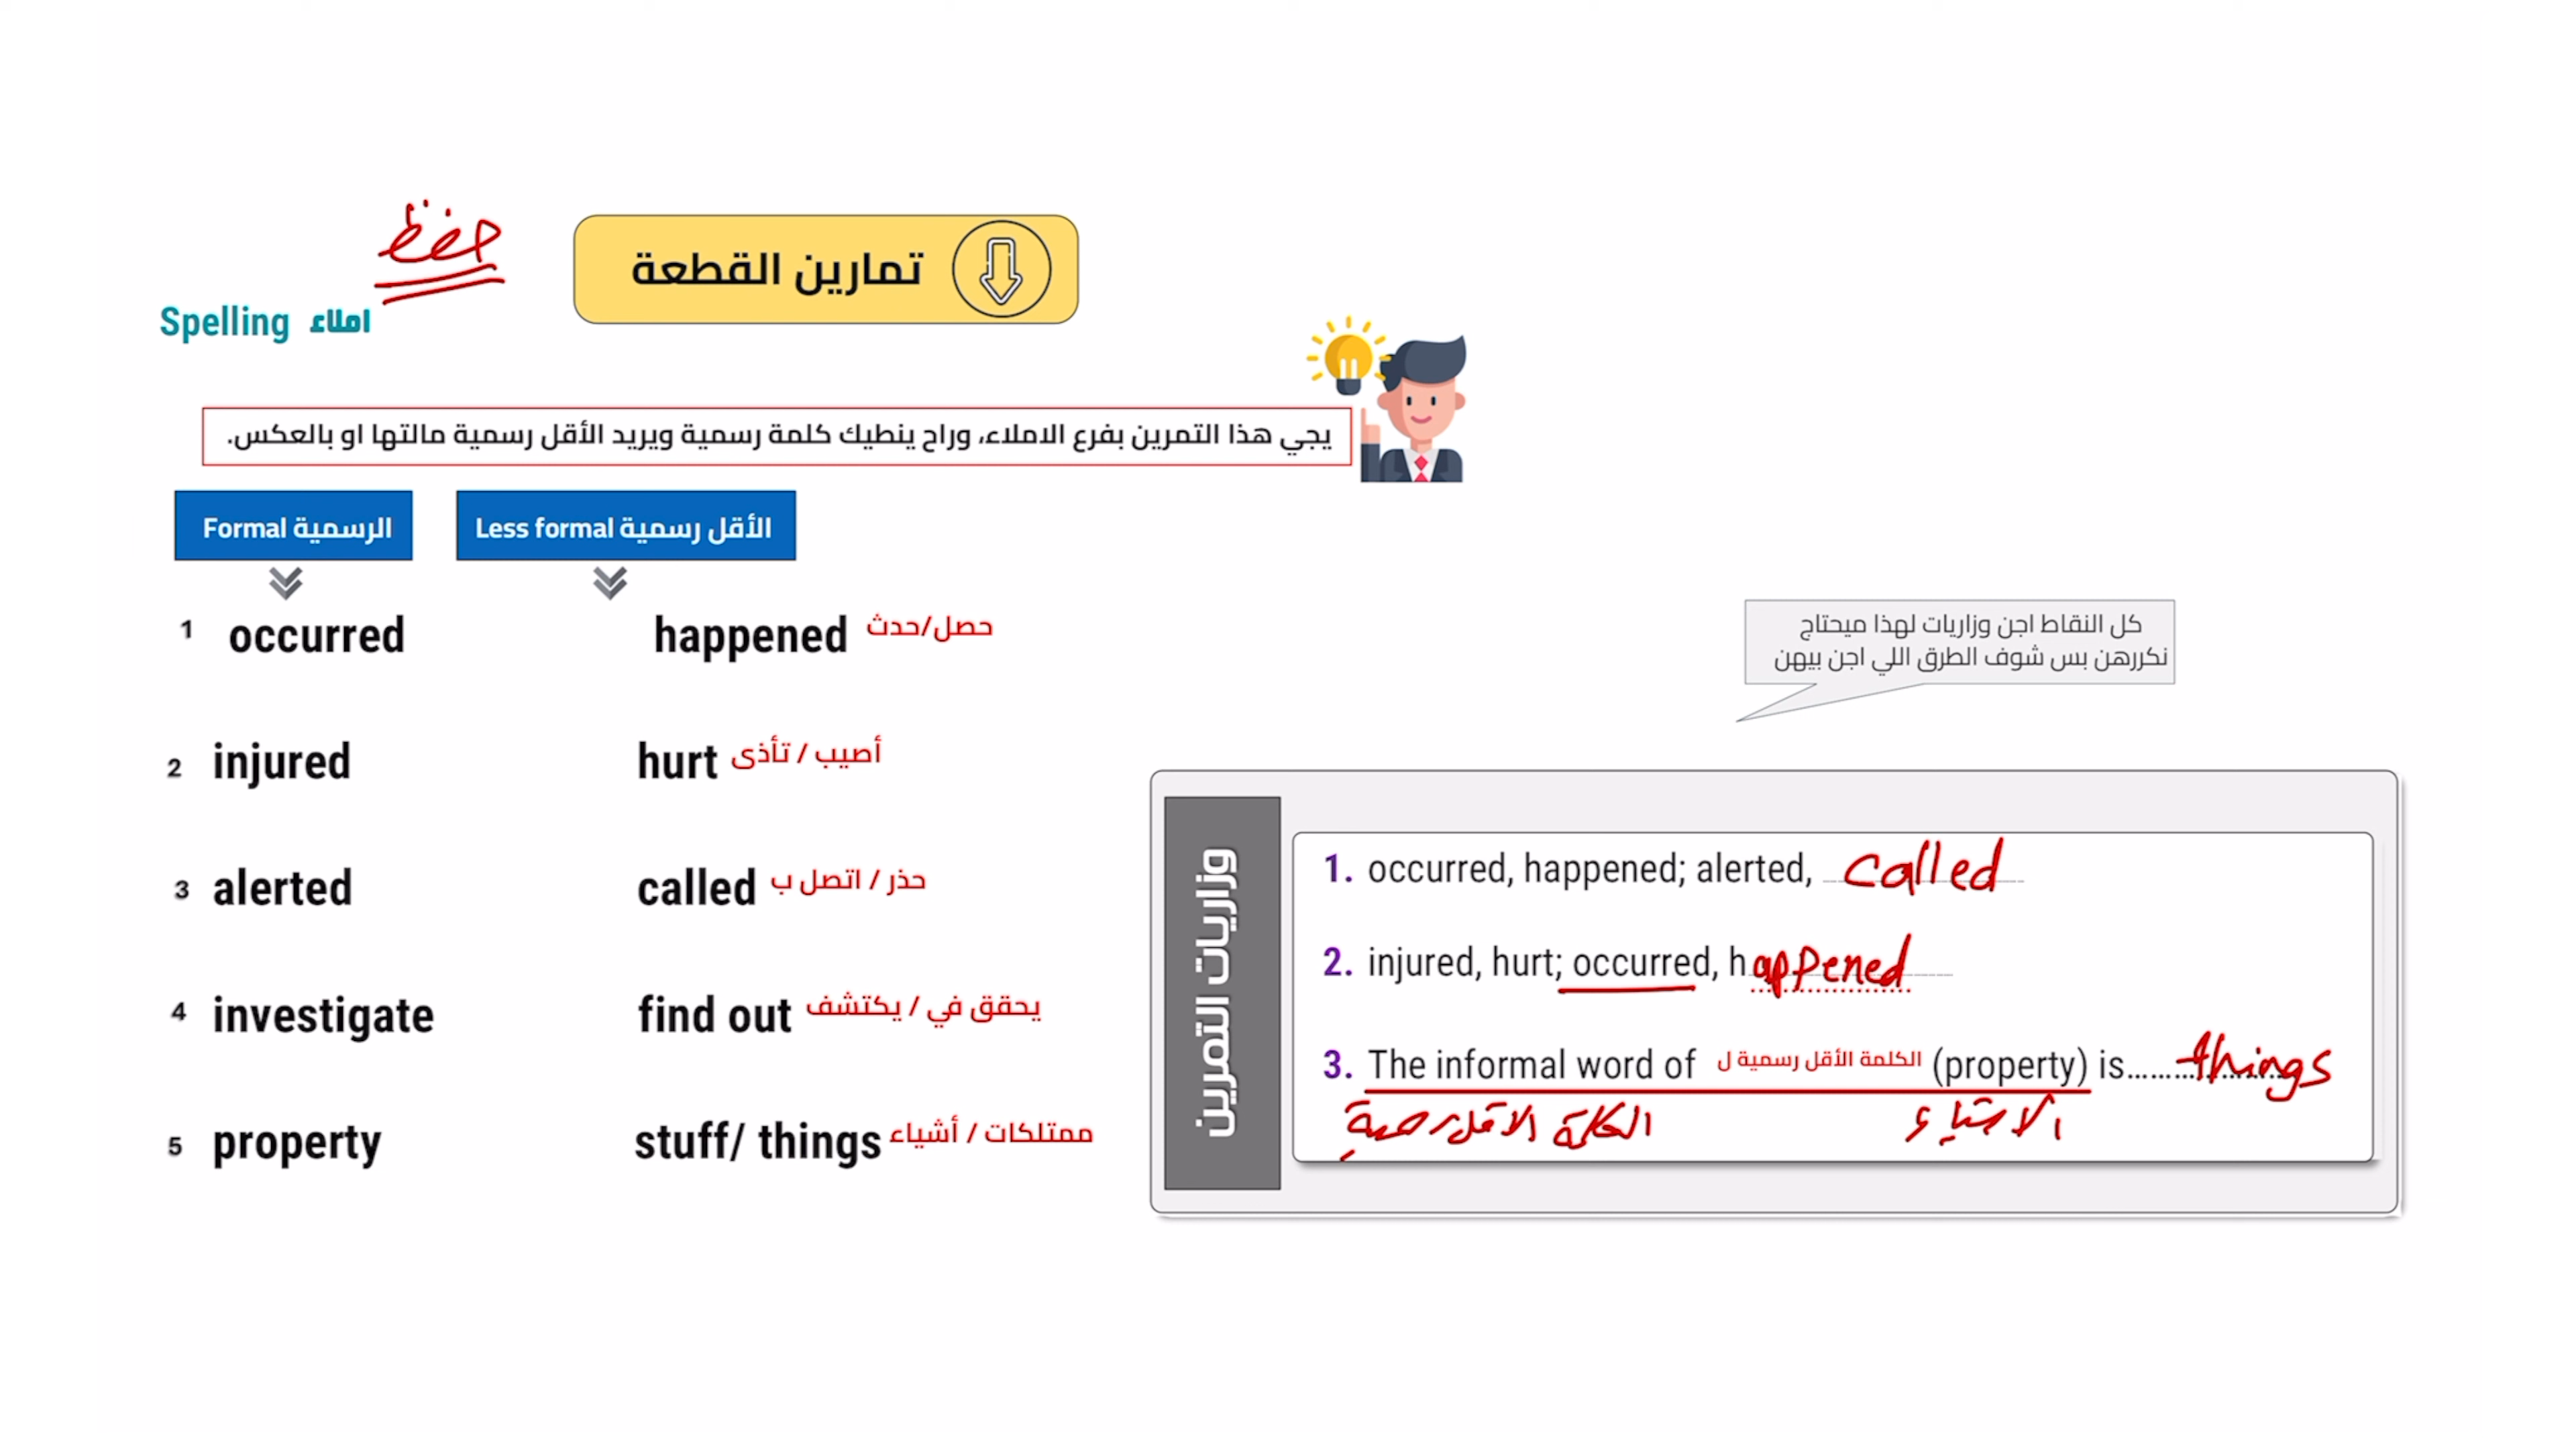 حفظ
تمارين القطعة
Spelling املاء
يجي هذا التمرين بفرع الاملاء، وراح ينطيك كلمة رسمية ويريد الأقل رسمية مالتها او بالعكس.
الرسمية Formal
الأقل رسمية Less formal
1 occurred happened حصل/حدث
2 injured hurt أصيب / تأذى
3 alerted called حذر / اتصل ب
4 investigate find out يحقق في / يكتشف
5 property stuff/ things ممتلكات / أشياء
كل النقاط اجن وزاريات لهذا ميحتاج
نكررهن بس شوف الطرق اللي اجن بيهن
وزاريات التمرين
1. occurred, happened; alerted, called
2. injured, hurt; occurred, happened
3. The informal word of الكلمة الأقل رسمية ل (property) is........ things
الكلمة الاقل رسمية الاشياء